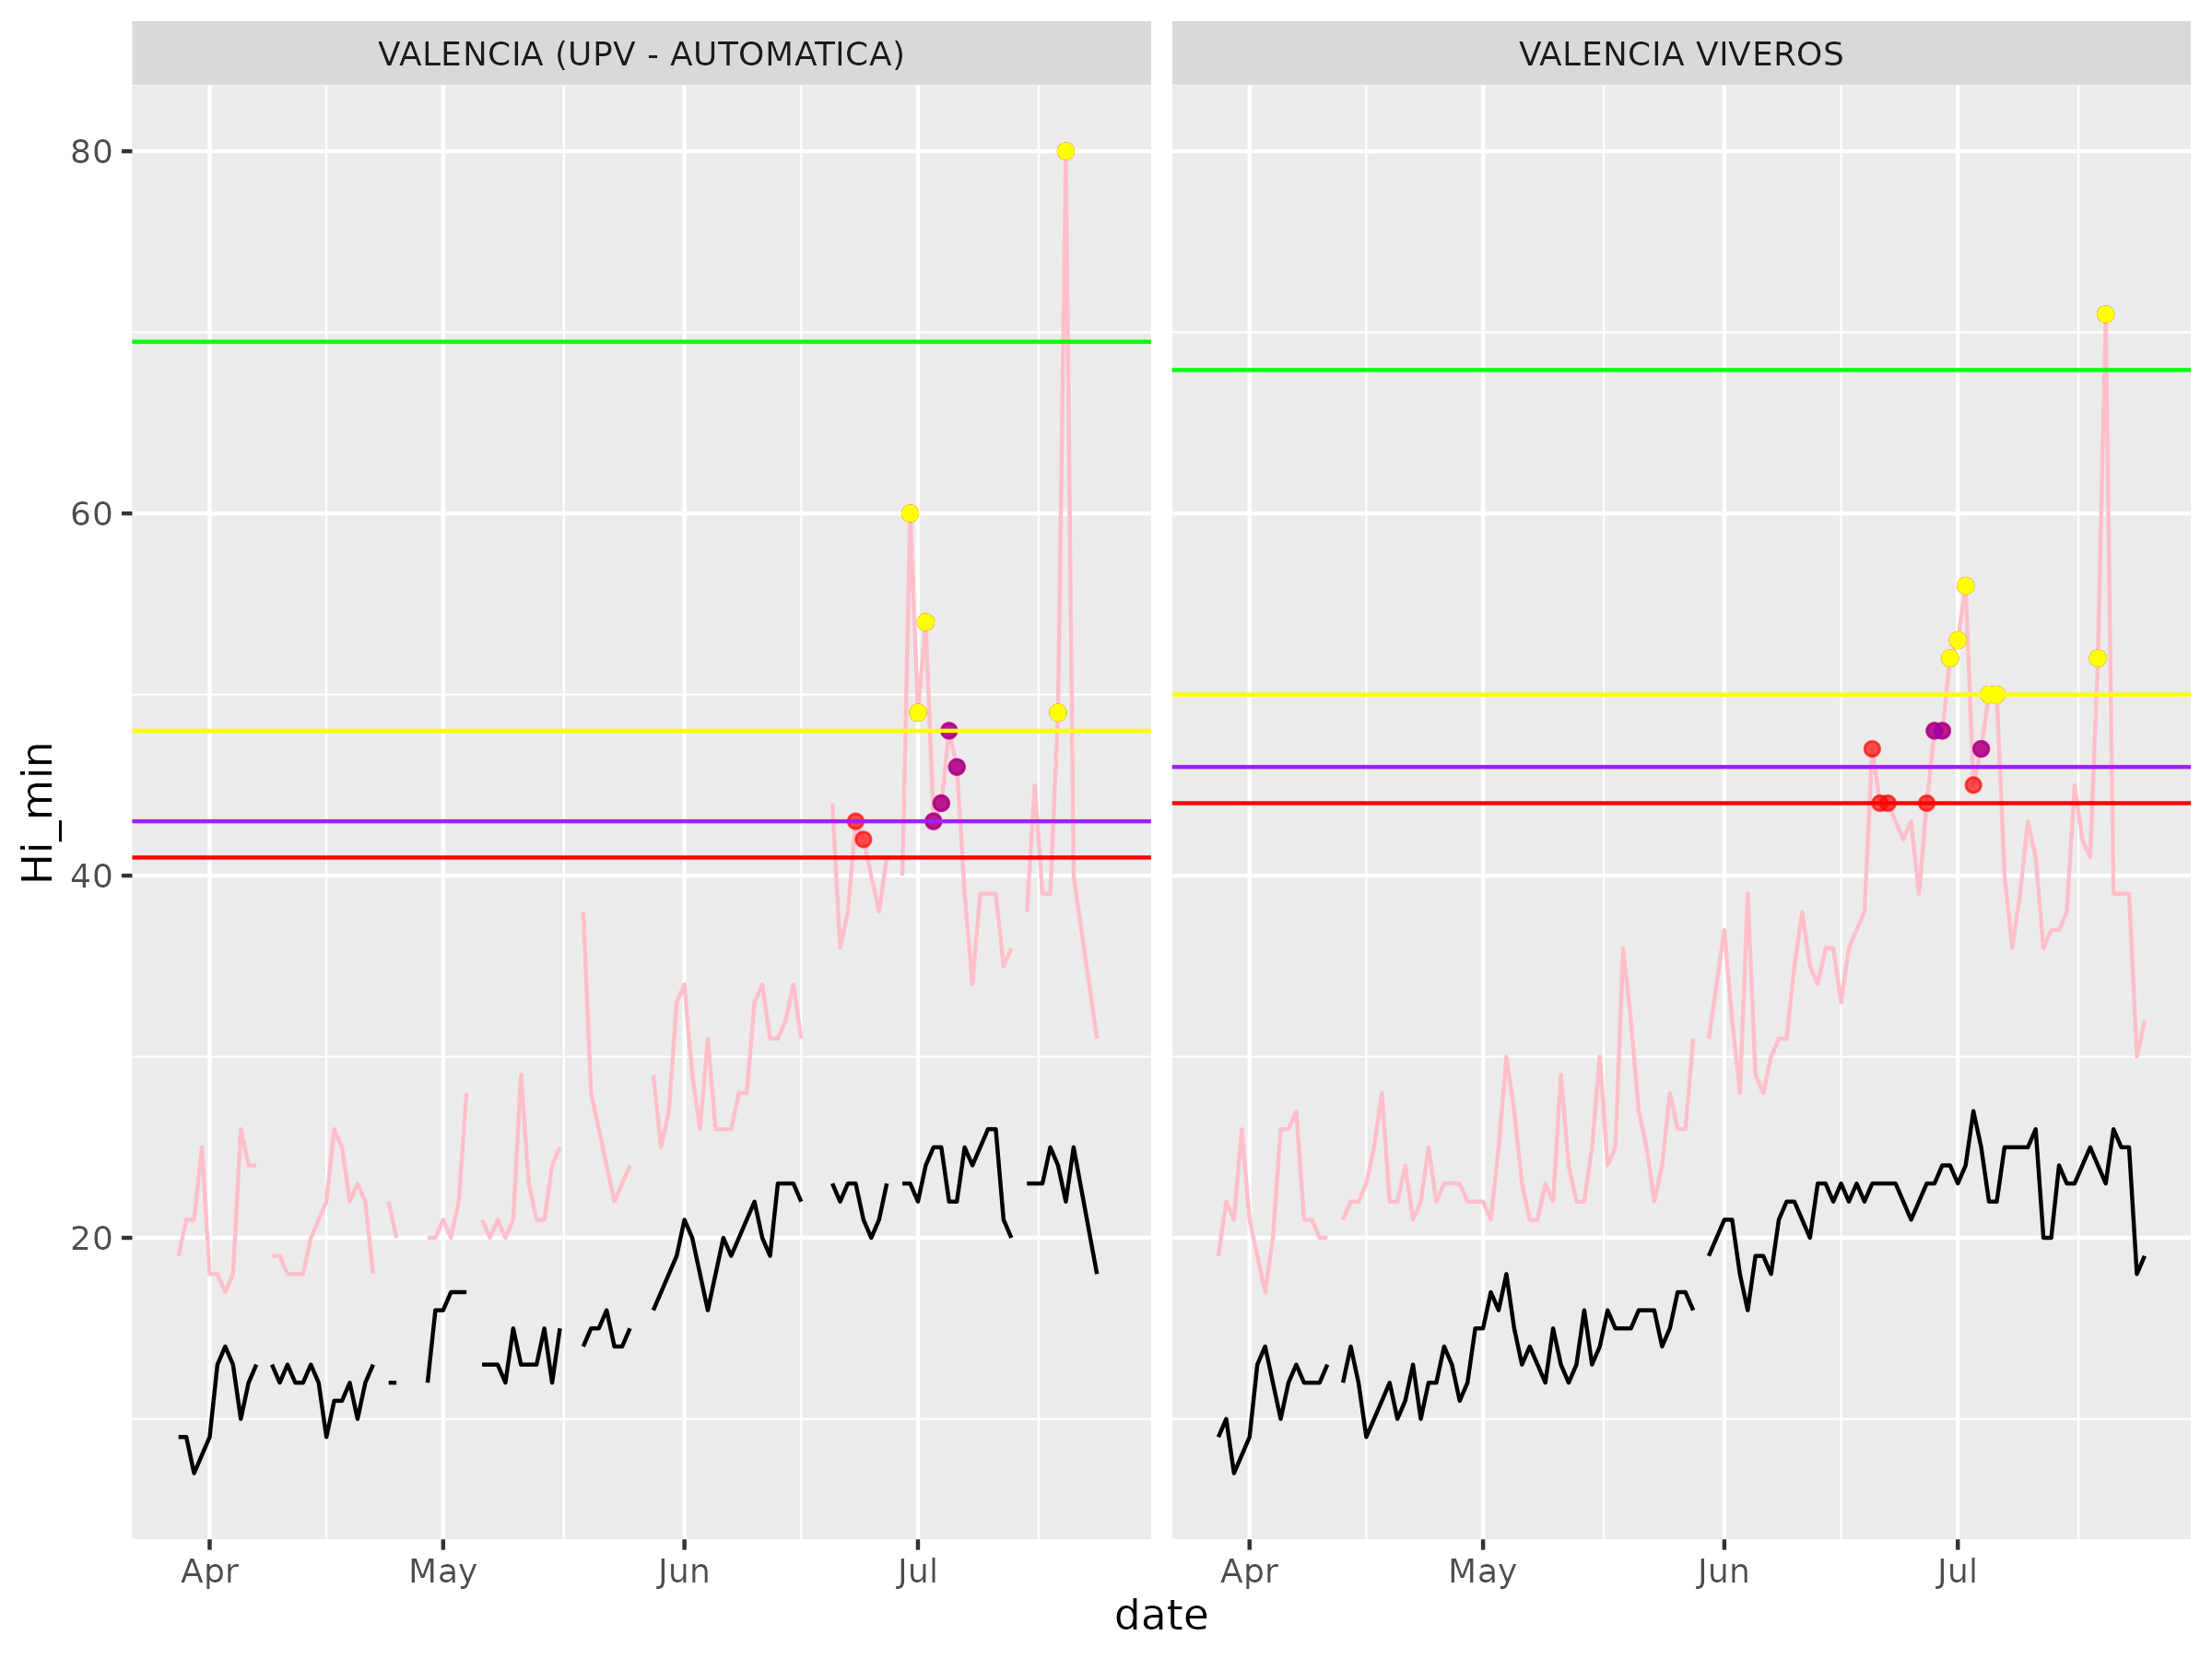 VALENCIA (UPV - AUTOMATICA)
VALENCIA VIVEROS
80
60
40
20
Hi_min
Apr
May
Jun
Jul
Apr
May
Jun
Jul
date